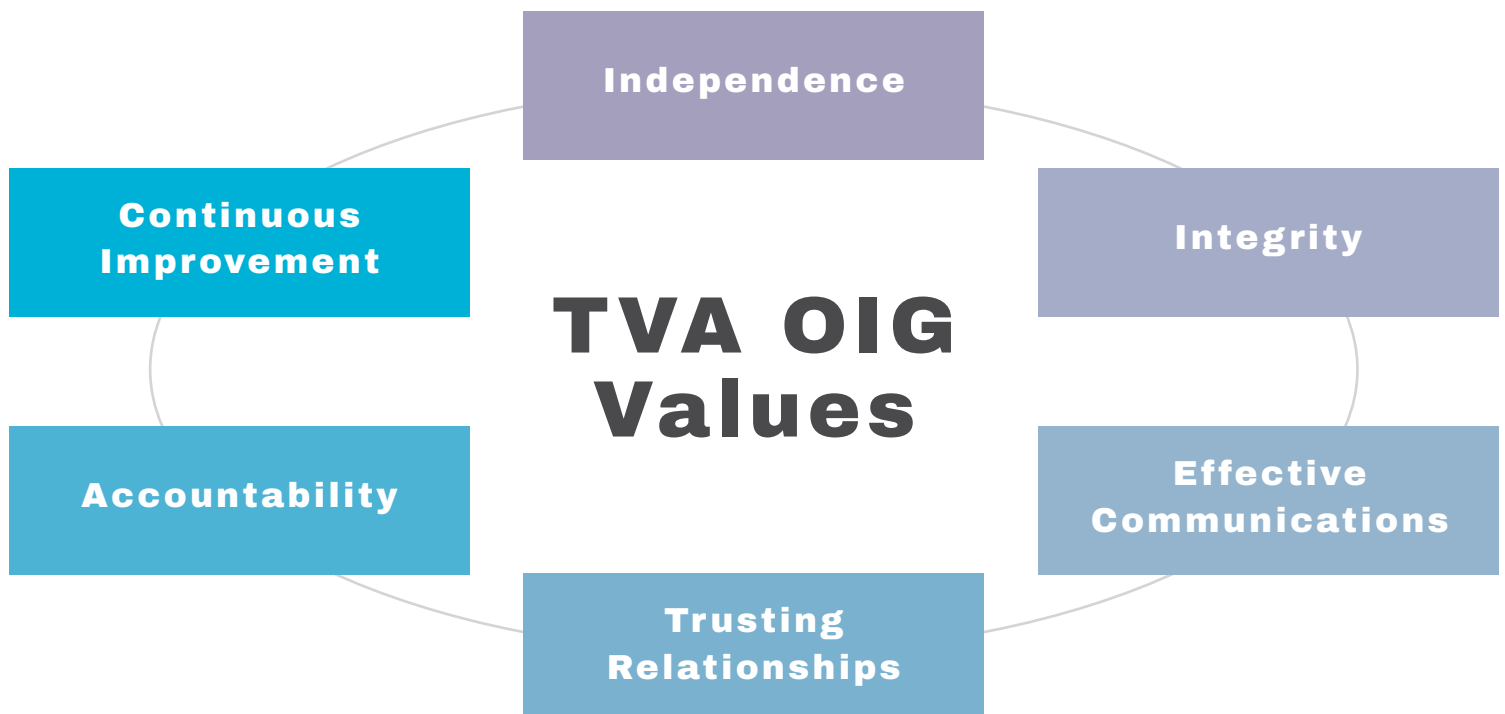 Independence
Continuous
Improvement
Integrity
TVA OIG
Values
Accountability
Effective
Communications
Trusting
Relationships